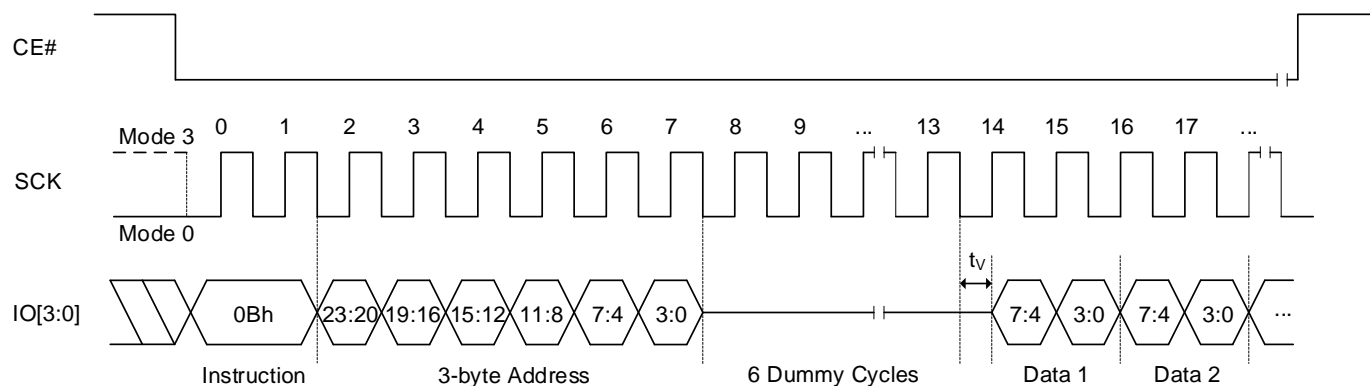 CE#
0 1 2 3 4 5 6 7 8 9 ... 13 14 15 16 17 ...
Mode 3
SCK
Mode 0
tV
IO[3:0] 0Bh 23:20 19:16 15:12 11:8 7:4 3:0 7:4 3:0 7:4 3:0 ...
Instruction 3-byte Address 6 Dummy Cycles Data 1 Data 2